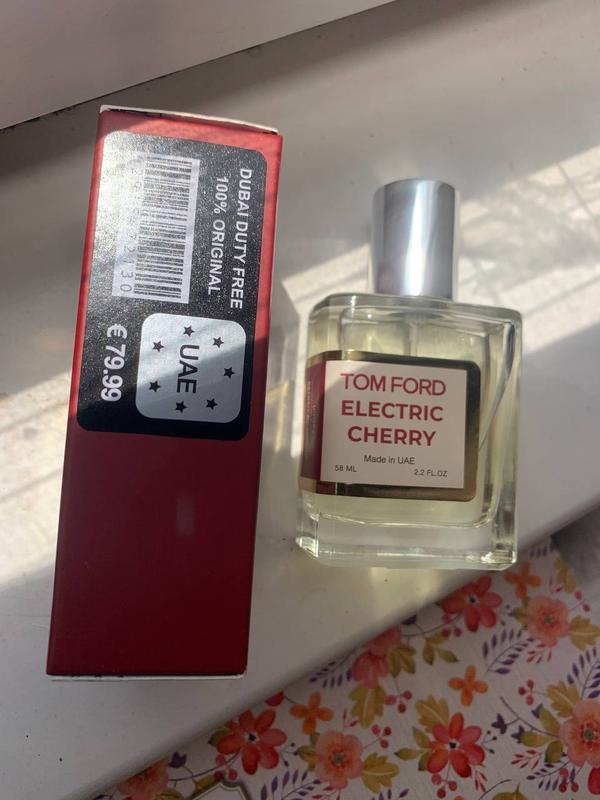 DUBAI DUTY FREE
100% ORIGINAL
UAE
€ 79.99
TOM FORD
ELECTRIC
CHERRY
Made in UAE
58 ML
2.2 FL.OZ